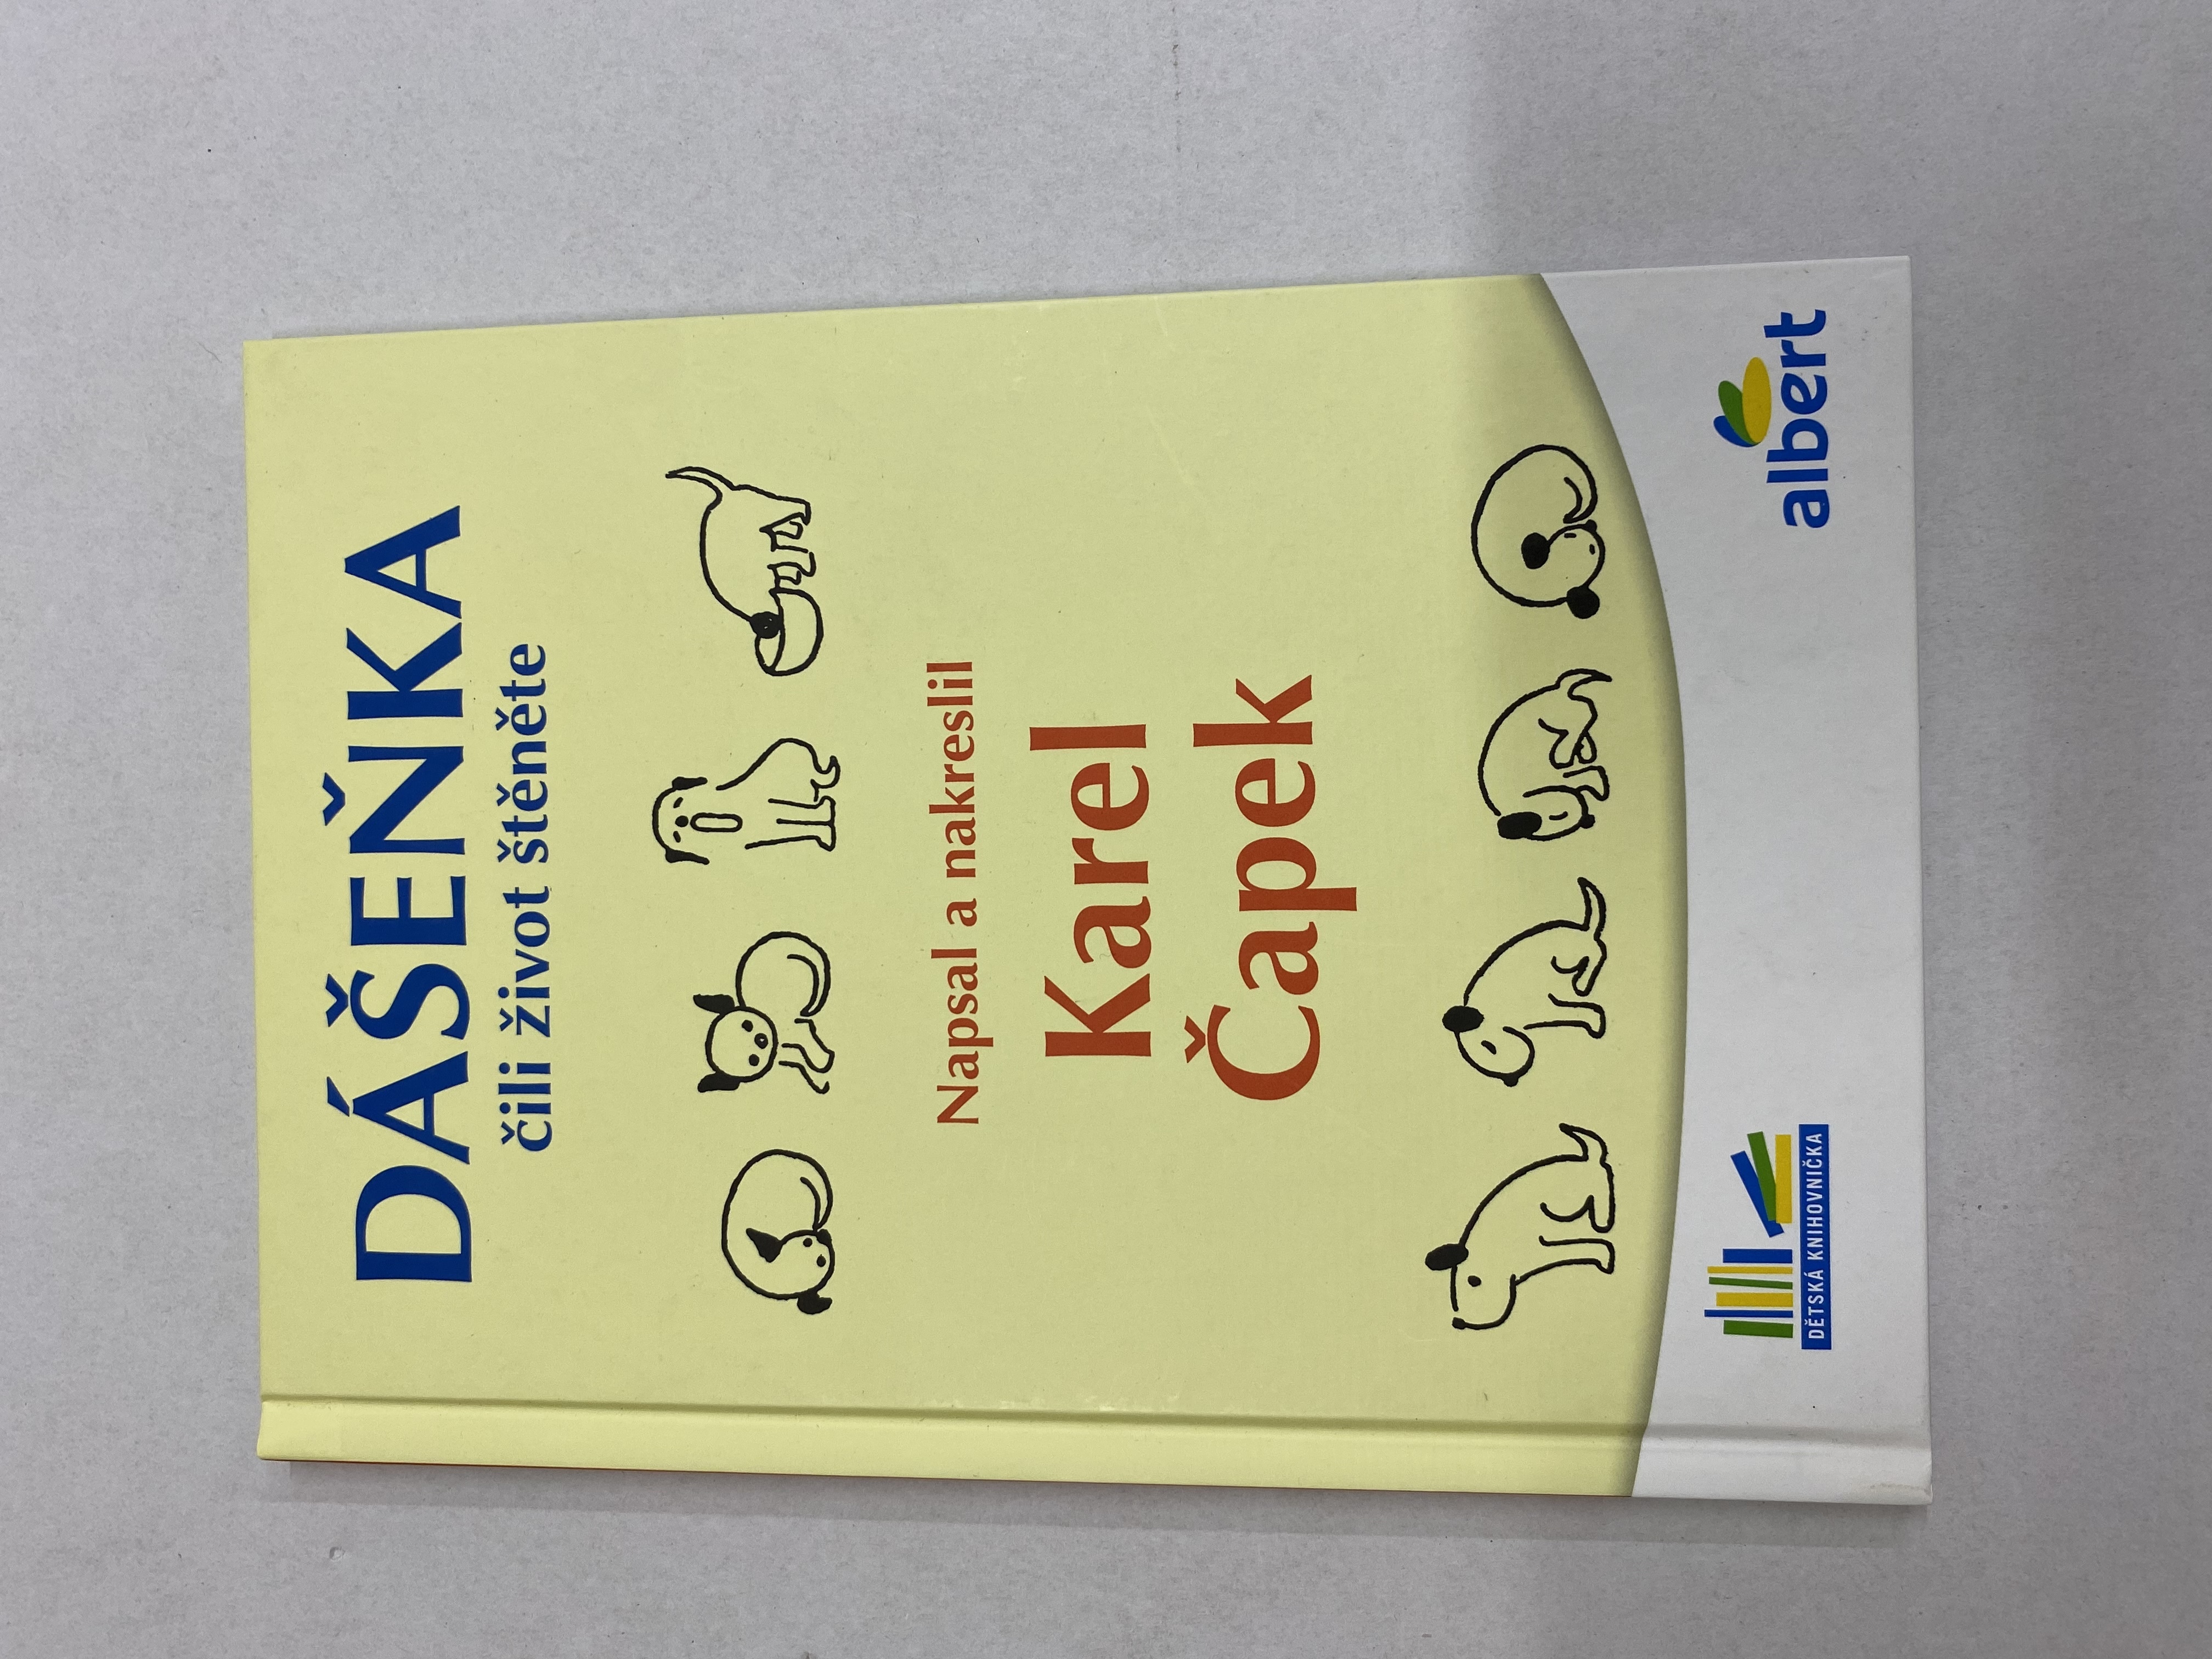 DÁŠEŇKA
čili život štěněte
Napsal a nakreslil
Karel
Čapek
DĚTSKÁ KNIHOVNIČKA
albert